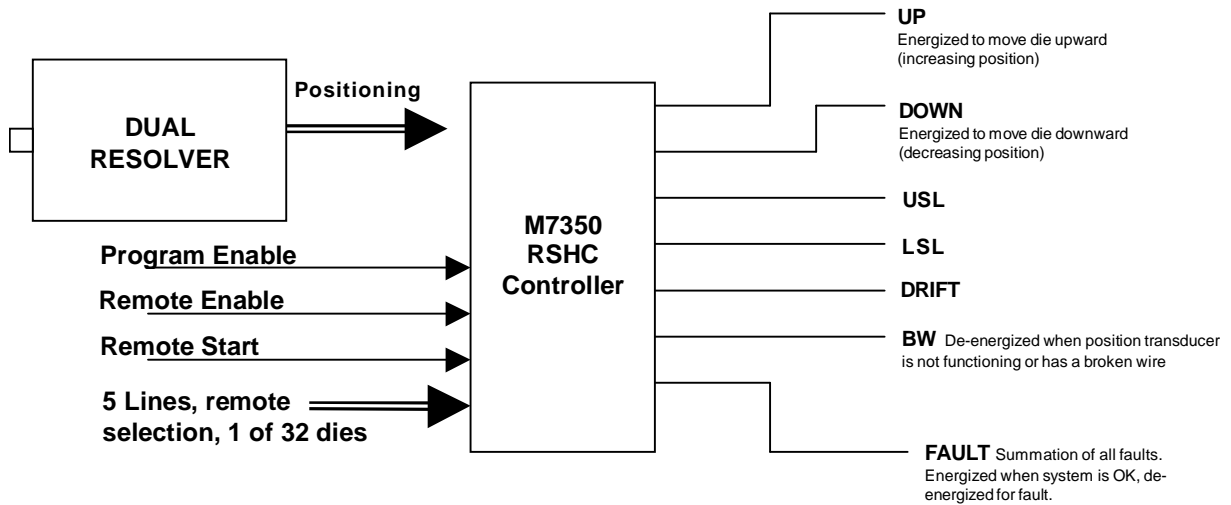 DUAL
RESOLVER
Positioning
Program Enable
Remote Enable
Remote Start
5 Lines, remote
selection, 1 of 32 dies
M7350
RSHC
Controller
UP
Energized to move die upward
(increasing position)
DOWN
Energized to move die downward
(decreasing position)
USL
LSL
DRIFT
BW De-energized when position transducer
is not functioning or has a broken wire
FAULT Summation of all faults.
Energized when system is OK, de-
energized for fault.